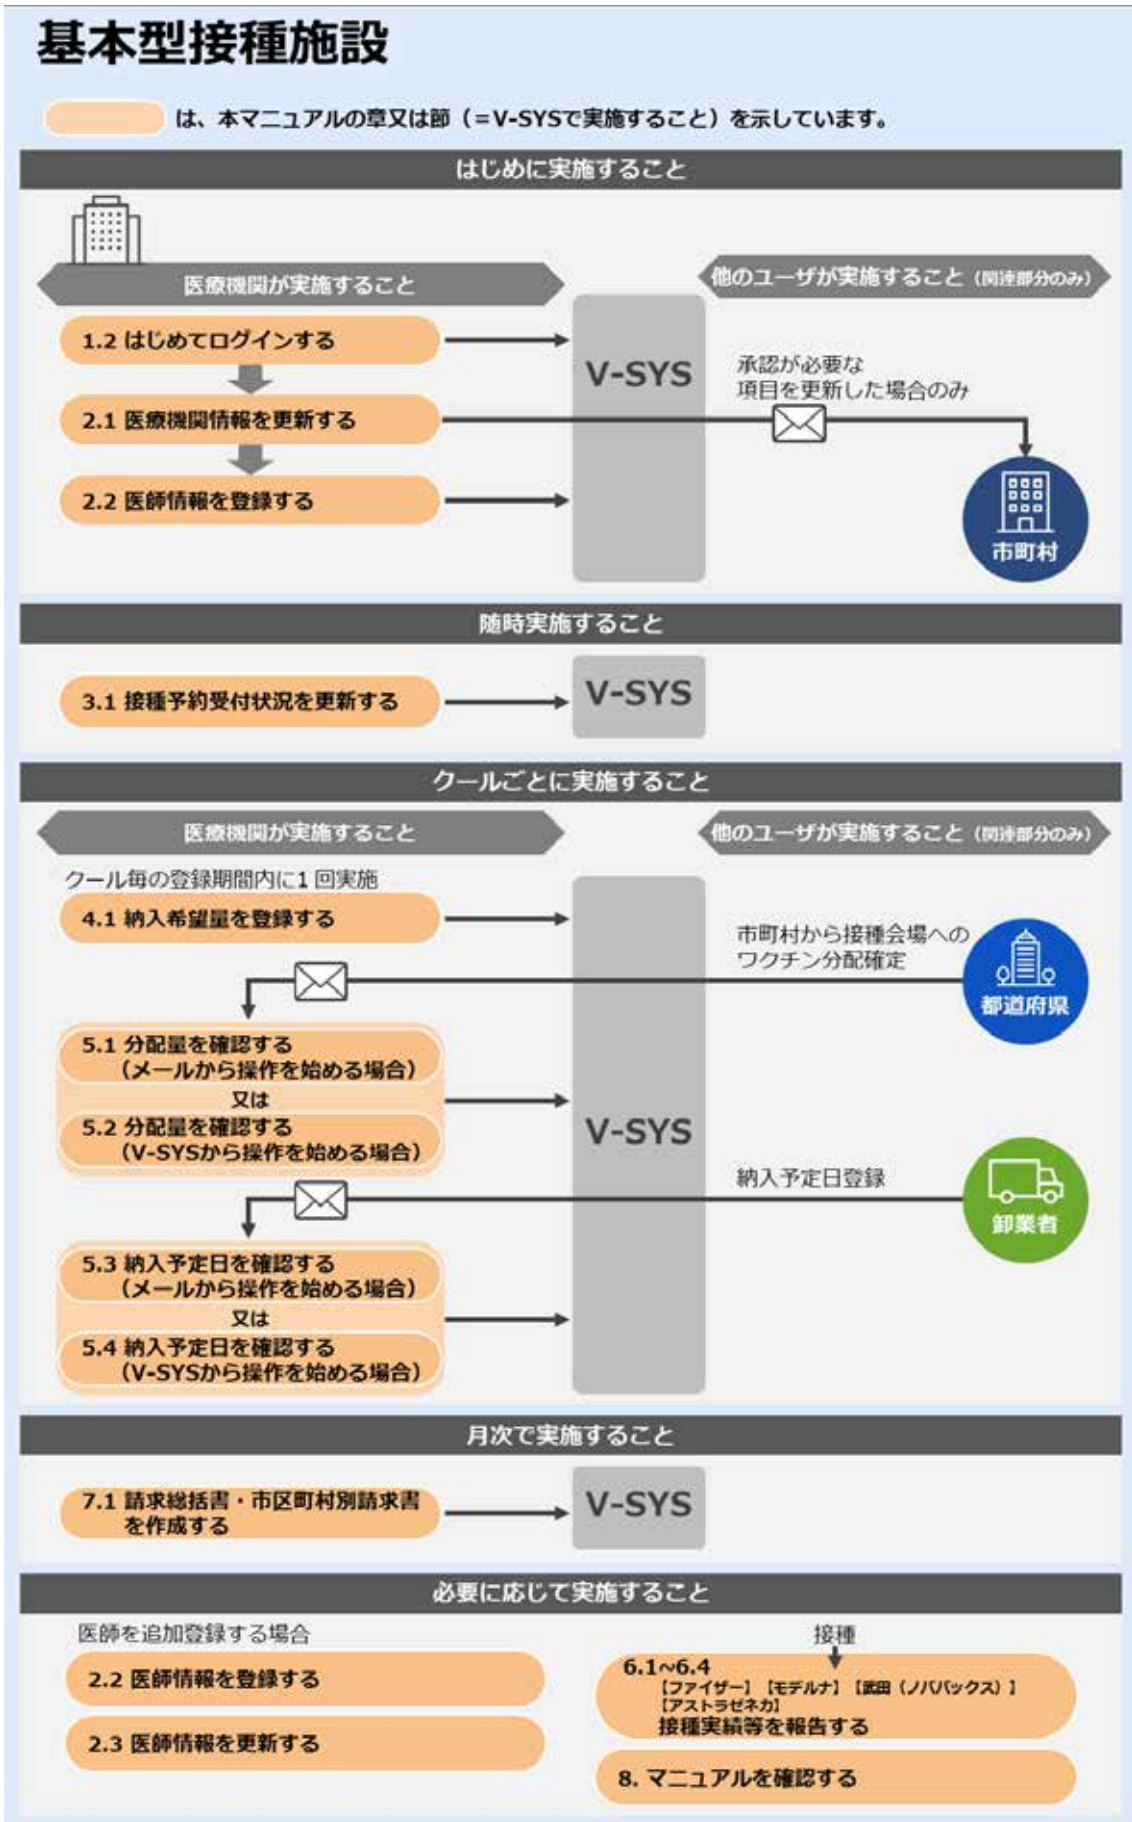 基本型接種施設
は、本マニュアルの章又は節（=V-SYSで実施すること）を示しています。
はじめに実施すること
医療機関が実施すること
他のユーザが実施すること（関連部分のみ）
1.2 はじめてログインする
V-SYS
承認が必要な
項目を更新した場合のみ
2.1 医療機関情報を更新する
2.2 医師情報を登録する
市町村
随時実施すること
3.1 接種予約受付状況を更新する
V-SYS
クールごとに実施すること
医療機関が実施すること
他のユーザが実施すること（関連部分のみ）
クール毎の登録期間内に1回実施
4.1 納入希望量を登録する
市町村から接種会場への
ワクチン分配確定
都道府県
5.1 分配量を確認する
（メールから操作を始める場合）
又は
5.2 分配量を確認する
（V-SYSから操作を始める場合）
V-SYS
納入予定日登録
卸業者
5.3 納入予定日を確認する
（メールから操作を始める場合）
又は
5.4 納入予定日を確認する
（V-SYSから操作を始める場合）
月次で実施すること
7.1 請求総括書・市区町村別請求書
を作成する
V-SYS
必要に応じて実施すること
医師を追加登録する場合
2.2 医師情報を登録する
2.3 医師情報を更新する
接種
6.1~6.4
【ファイザー】【モデルナ】【武田（ノババックス）】
【アストラゼネカ】
接種実績等を報告する
8. マニュアルを確認する